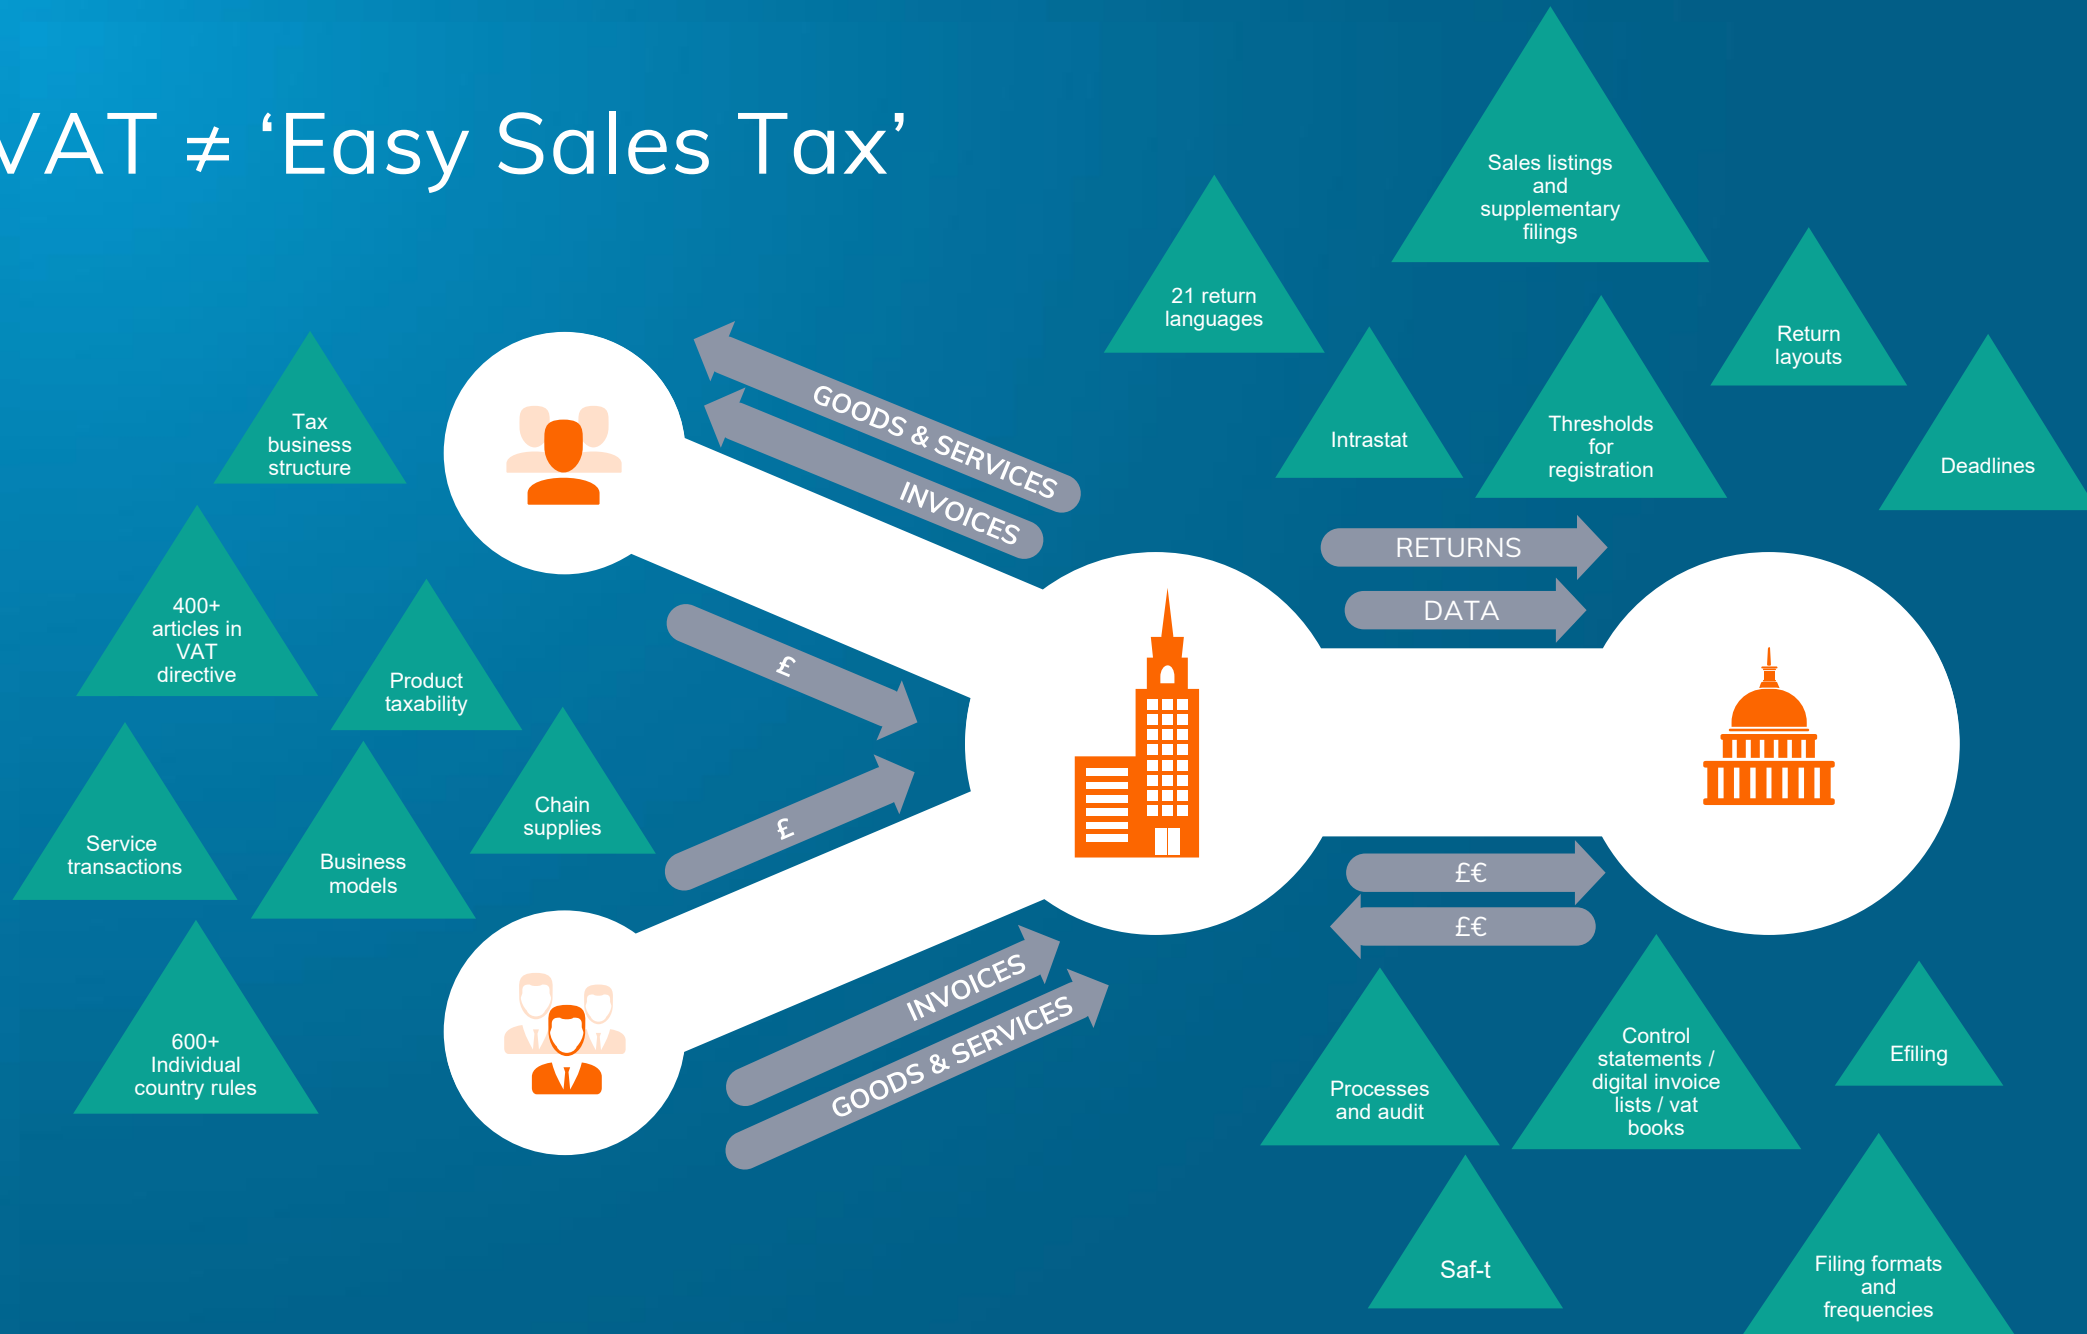 VAT ≠ ‘Easy Sales Tax’
Sales listings
and
supplementary
filings
21 return
languages
Return
layouts
Intrastat
Thresholds
for
registration
Deadlines
Tax
business
structure
GOODS & SERVICES
INVOICES
RETURNS
DATA
400+
articles in
VAT
directive
Product
taxability
£
Chain
supplies
£
Service
transactions
Business
models
£€
£€
INVOICES
GOODS & SERVICES
600+
Individual
country rules
Processes
and audit
Control
statements /
digital invoice
lists / vat
books
Efiling
Saf-t
Filing formats
and
frequencies